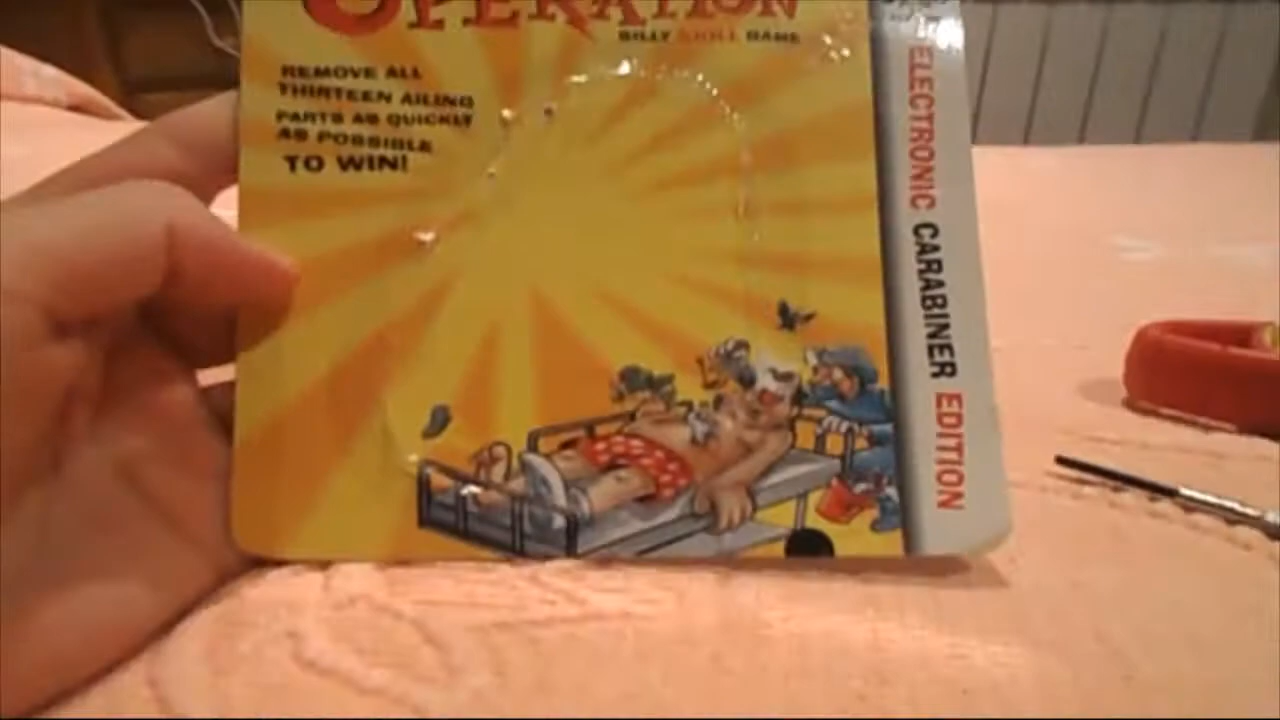 OPERATION
SILLY SKILL GAME
REMOVE ALL
THIRTEEN AILING
PARTS AS QUICKLY
AS POSSIBLE
TO WIN!
ELECTRONIC CARABINER EDITION